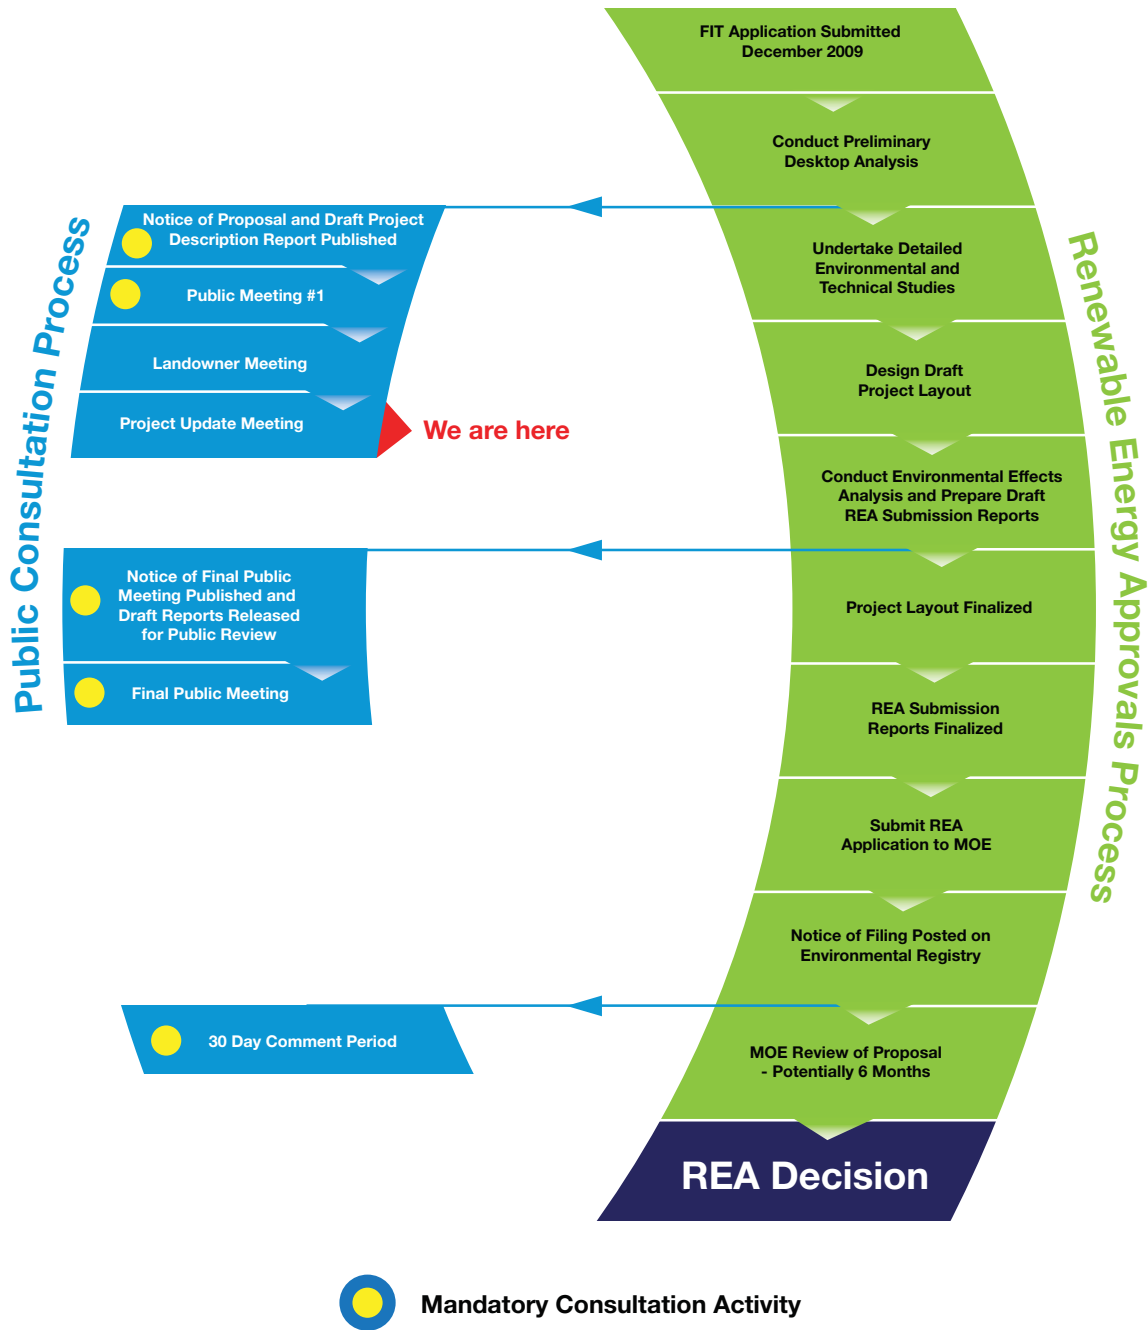 Public Consultation Process
Notice of Proposal and Draft Project
Description Report Published
Public Meeting #1
Landowner Meeting
Project Update Meeting
We are here
Notice of Final Public
Meeting Published and
Draft Reports Released
for Public Review
Final Public Meeting
30 Day Comment Period
Renewable Energy Approvals Process
FIT Application Submitted
December 2009
Conduct Preliminary
Desktop Analysis
Undertake Detailed
Environmental and
Technical Studies
Design Draft
Project Layout
Conduct Environmental Effects
Analysis and Prepare Draft
REA Submission Reports
Project Layout Finalized
REA Submission
Reports Finalized
Submit REA
Application to MOE
Notice of Filing Posted on
Environmental Registry
MOE Review of Proposal
- Potentially 6 Months
REA Decision
Mandatory Consultation Activity